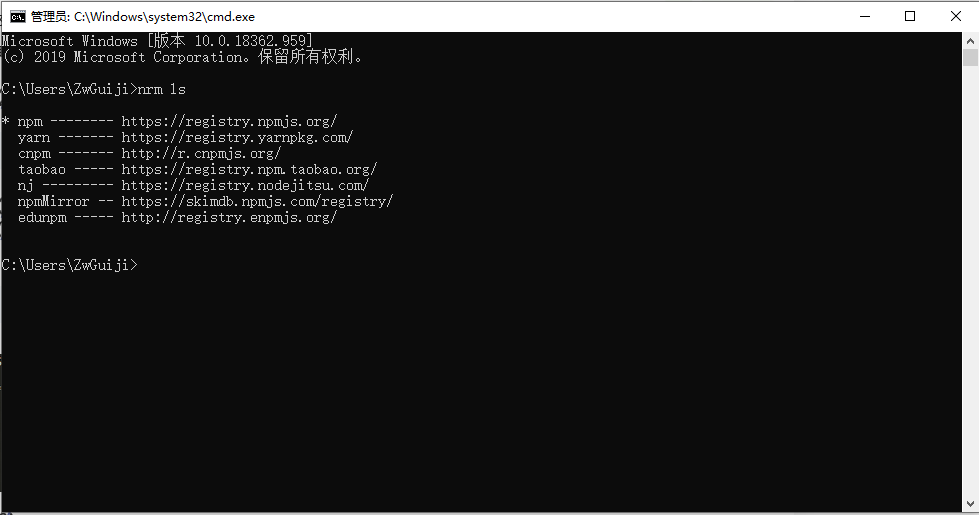 管理员: C:\Windows\system32\cmd.exe
Microsoft Windows [版本 10.0.18362.959]
(c) 2019 Microsoft Corporation。保留所有权利。
C:\Users\ZwGuiji>nrm ls
* npm -------- https://registry.npmjs.org/
yarn ------- https://registry.yarnpkg.com/
cnpm ------- http://r.cnpmjs.org/
taobao ----- https://registry.npm.taobao.org/
nj --------- https://registry.nodejitsu.com/
npmMirror -- https://skimdb.npmjs.com/registry/
edunpm ----- http://registry.enpmjs.org/
C:\Users\ZwGuiji>